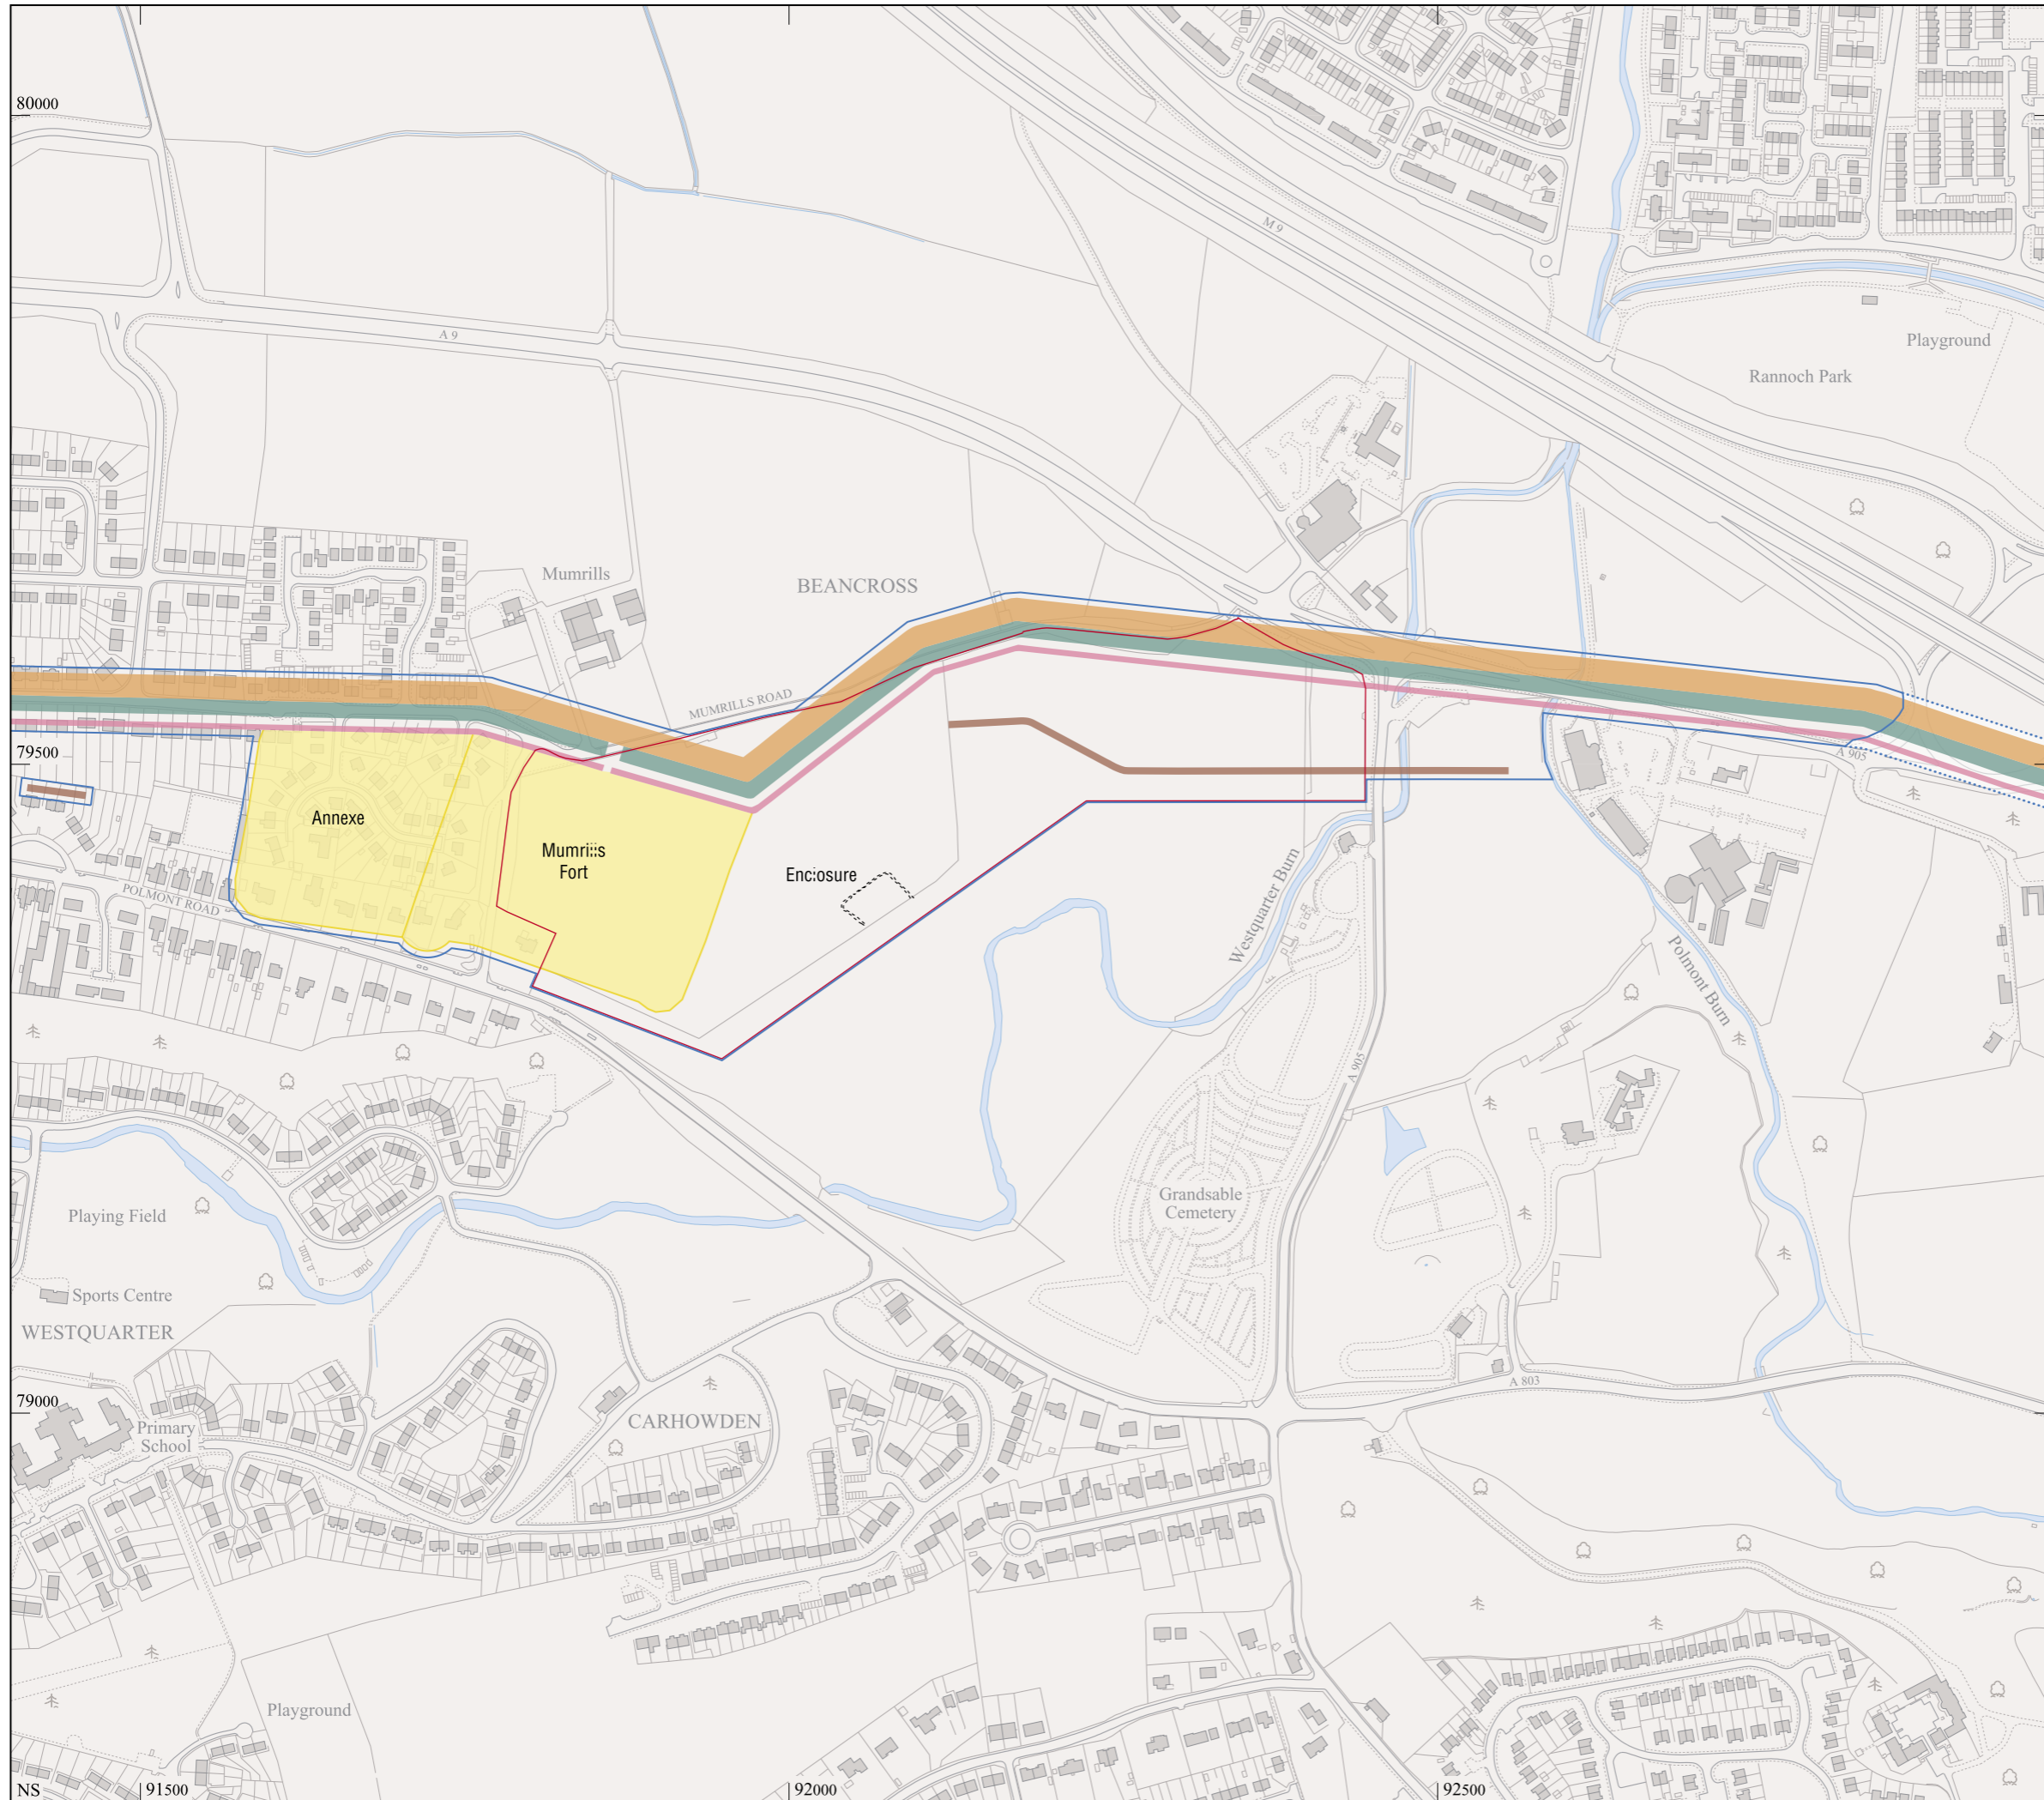 80000
M 9
Playground
A 9
Rannoch Park
Mumrills
BEANCROSS
MUMRILLS ROAD
79500
A 905
Annexe
Mumrills
Fort
Enclosure
POLMONT ROAD
Westquarter Burn
Polmont Burn
A 905
Grandsable
Cemetery
Playing Field
Sports Centre
WESTQUARTER
A 803
79000
CARHOWDEN
Primary
School
Playground
NS
91500
92000
92500